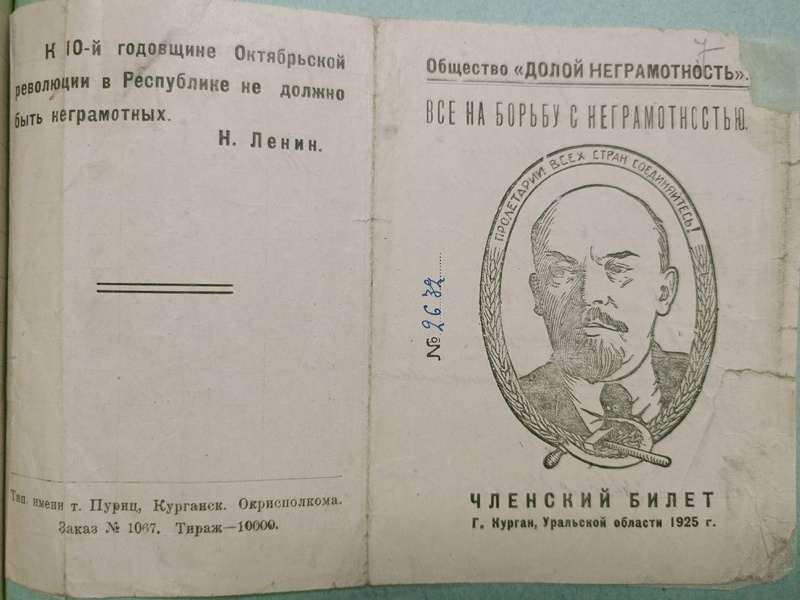 К 10-й годовщине Октябрьской
революции в Республике не должно
быть неграмотных.
Н. Ленин.
Тип. имени т. Пуриц, Курганск. Окрисполкома.
Заказ № 1067. Тираж—10000.
7
Общество «ДОЛОЙ НЕГРАМОТНОСТЬ».
ВСЕ НА БОРЬБУ С НЕГРАМОТНОСТЬЮ.
ПРОЛЕТАРИИ ВСЕХ СТРАН СОЕДИНЯЙТЕСЬ!
№ 2632
ЧЛЕНСКИЙ БИЛЕТ
Г. Курган, Уральской области 1925 г.